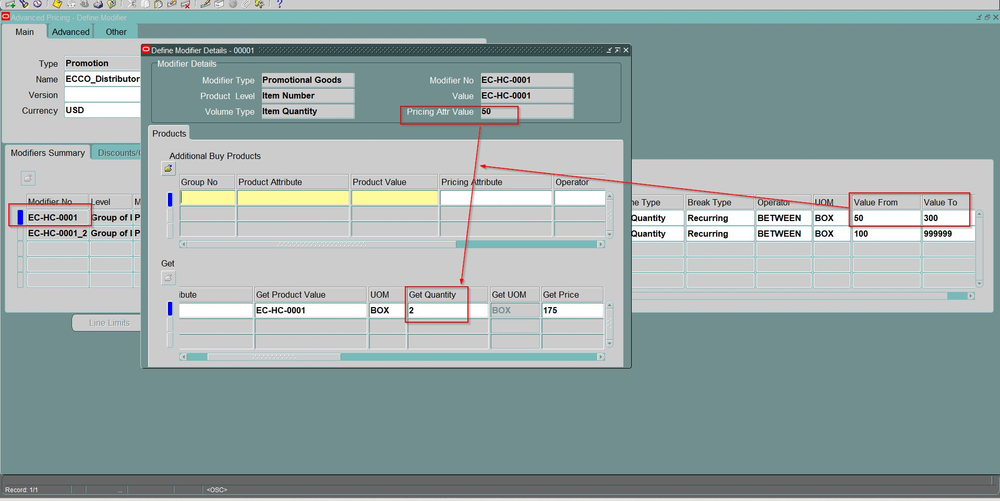 Advanced Pricing - Define Modifier
Main Advanced Other
Type Promotion
Name ECCO_Distributor
Version
Currency USD
Define Modifier Details - 00001
Modifier Details
Modifier Type Promotional Goods Modifier No EC-HC-0001
Product Level Item Number Value EC-HC-0001
Volume Type Item Quantity Pricing Attr Value 50
Products
Additional Buy Products
Group No Product Attribute Product Value Pricing Attribute Operator
Get
ibute Get Product Value UOM Get Quantity Get UOM Get Price
EC-HC-0001 BOX 2 BOX 175
Modifiers Summary Discounts/
Modifier No Level M ne Type Break Type Operator UOM Value From Value To
EC-HC-0001 Group of P Quantity Recurring BETWEEN BOX 50 300
EC-HC-0001_2 Group of P Quantity Recurring BETWEEN BOX 100 999999
Line Limits
Record: 1/1 ... <OSC>